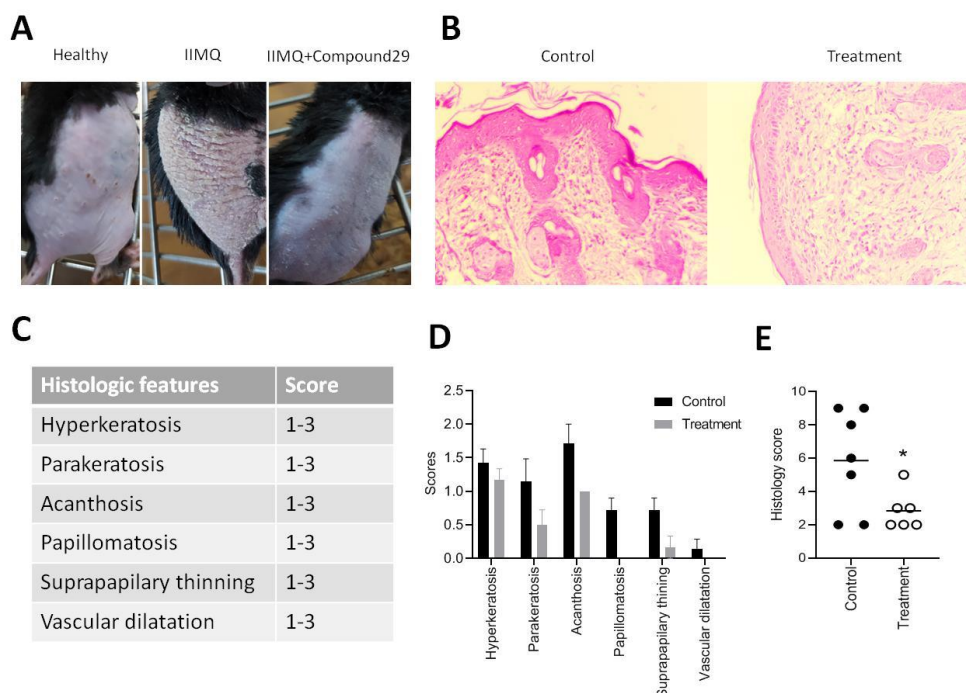 A
Healthy
IIMQ
IIMQ+Compound29
B
Control
Treatment
C
Histologic features Score
Hyperkeratosis 1-3
Parakeratosis 1-3
Acanthosis 1-3
Papillomatosis 1-3
Suprapapillary thinning 1-3
Vascular dilatation 1-3
D
2.5
2.0
1.5
1.0
0.5
0.0
Scores
Control
Treatment
Hyperkeratosis
Parakeratosis
Acanthosis
Papillomatosis
Suprapapillary thining
Vascular dilatation
E
10
8
6
4
2
0
Histology score
*
Control
Treatment